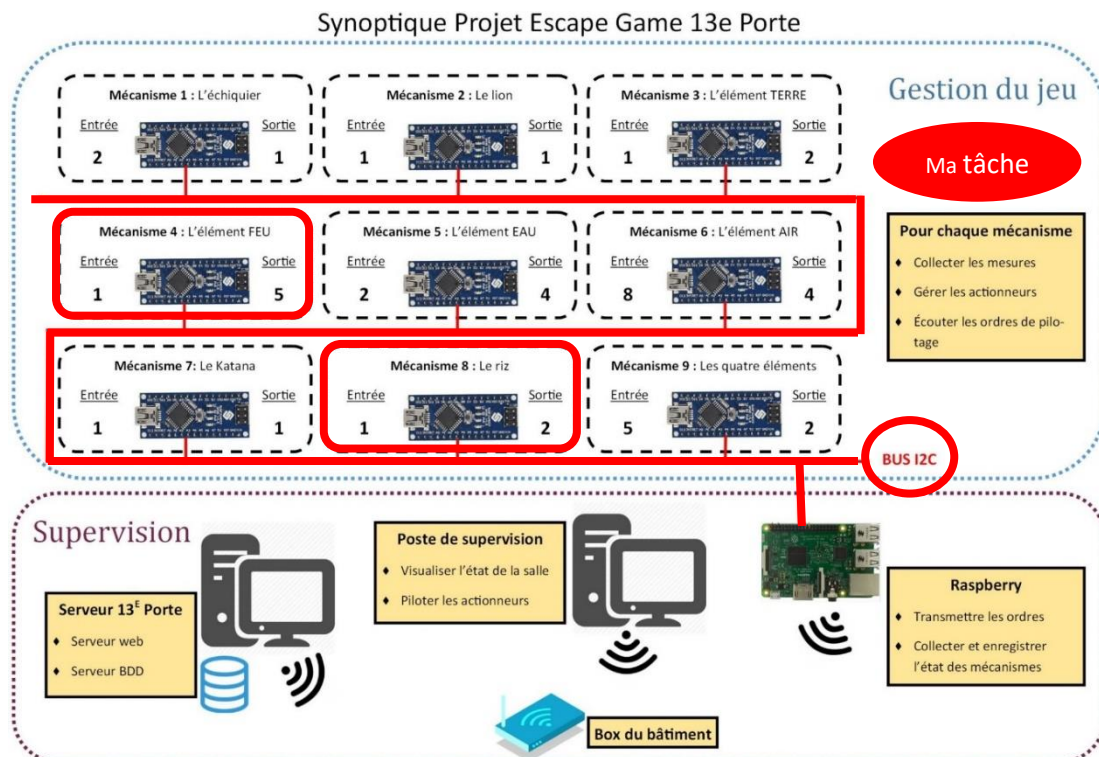 Synoptique Projet Escape Game 13e Porte
Gestion du jeu
Ma tâche
Mécanisme 1 : L'échiquier
Entrée
Sortie
2
1
Mécanisme 2 : Le lion
Entrée
Sortie
1
1
Mécanisme 3 : L'élément TERRE
Entrée
Sortie
1
2
Mécanisme 4 : L'élément FEU
Entrée
Sortie
1
5
Mécanisme 5 : L'élément EAU
Entrée
Sortie
2
4
Mécanisme 6 : L'élément AIR
Entrée
Sortie
8
4
Pour chaque mécanisme
♦ Collecter les mesures
♦ Gérer les actionneurs
♦ Écouter les ordres de pilo-
tage
Mécanisme 7: Le Katana
Entrée
Sortie
1
1
Mécanisme 8 : Le riz
Entrée
Sortie
1
2
Mécanisme 9 : Les quatre éléments
Entrée
Sortie
5
2
BUS I2C
Supervision
Serveur 13E Porte
♦ Serveur web
♦ Serveur BDD
Poste de supervision
♦ Visualiser l'état de la salle
♦ Piloter les actionneurs
Raspberry
♦ Transmettre les ordres
♦ Collecter et enregistrer
l'état des mécanismes
Box du bâtiment